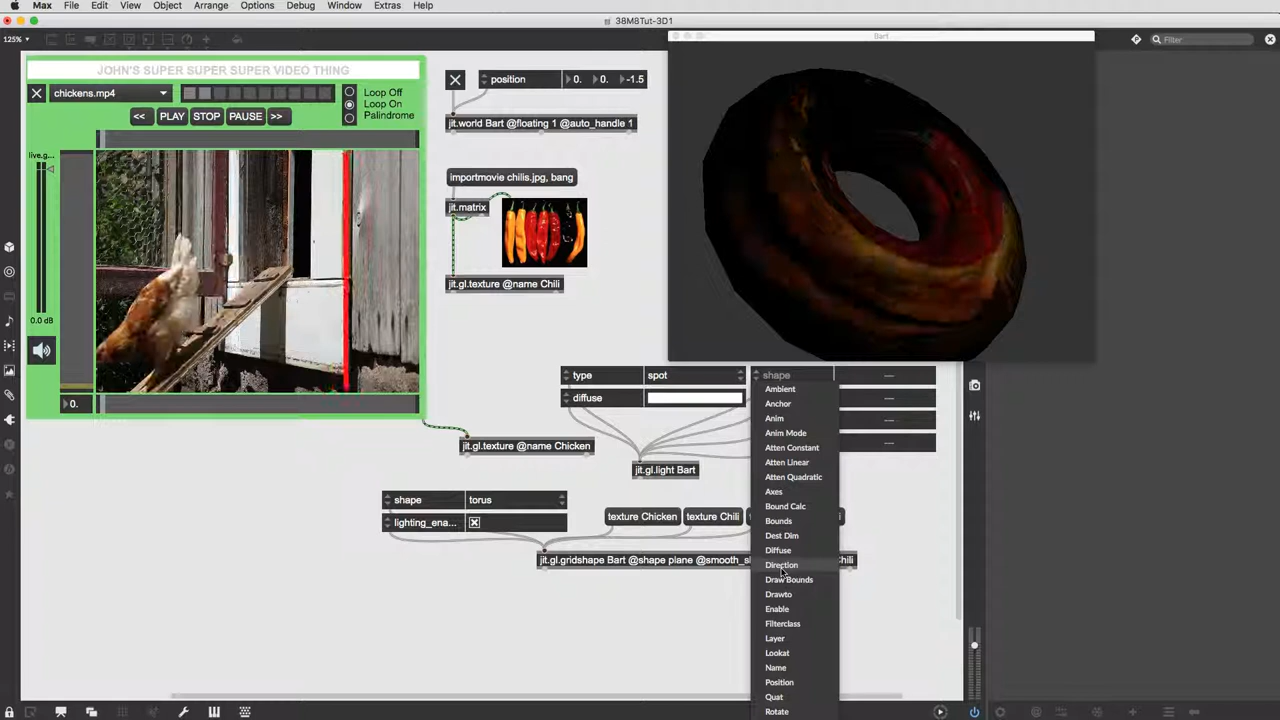 Max File Edit View Object Arrange Options Debug Window Extras Help
38M8Tut-3D1
125%
Filter
Bart
JOHN'S SUPER SUPER SUPER VIDEO THING
chickens.mp4
Loop Off
Loop On
Palindrome
<< PLAY STOP PAUSE >>
live.g...
0.0 dB
0.
position 0. 0. -1.5
jit.world Bart @floating 1 @auto_handle 1
importmovie chilis.jpg, bang
jit.matrix
jit.gl.texture @name Chili
type spot
diffuse
shape
---
---
---
---
jit.gl.texture @name Chicken
jit.gl.light Bart
shape torus
lighting_ena...
texture Chicken texture Chili
jit.gl.gridshape Bart @shape plane @smooth_s
Ambient
Anchor
Anim
Anim Mode
Atten Constant
Atten Linear
Atten Quadratic
Axes
Bound Calc
Bounds
Dest Dim
Diffuse
Direction
Draw Bounds
Drawto
Enable
Filterclass
Layer
Lookat
Name
Position
Quat
Rotate